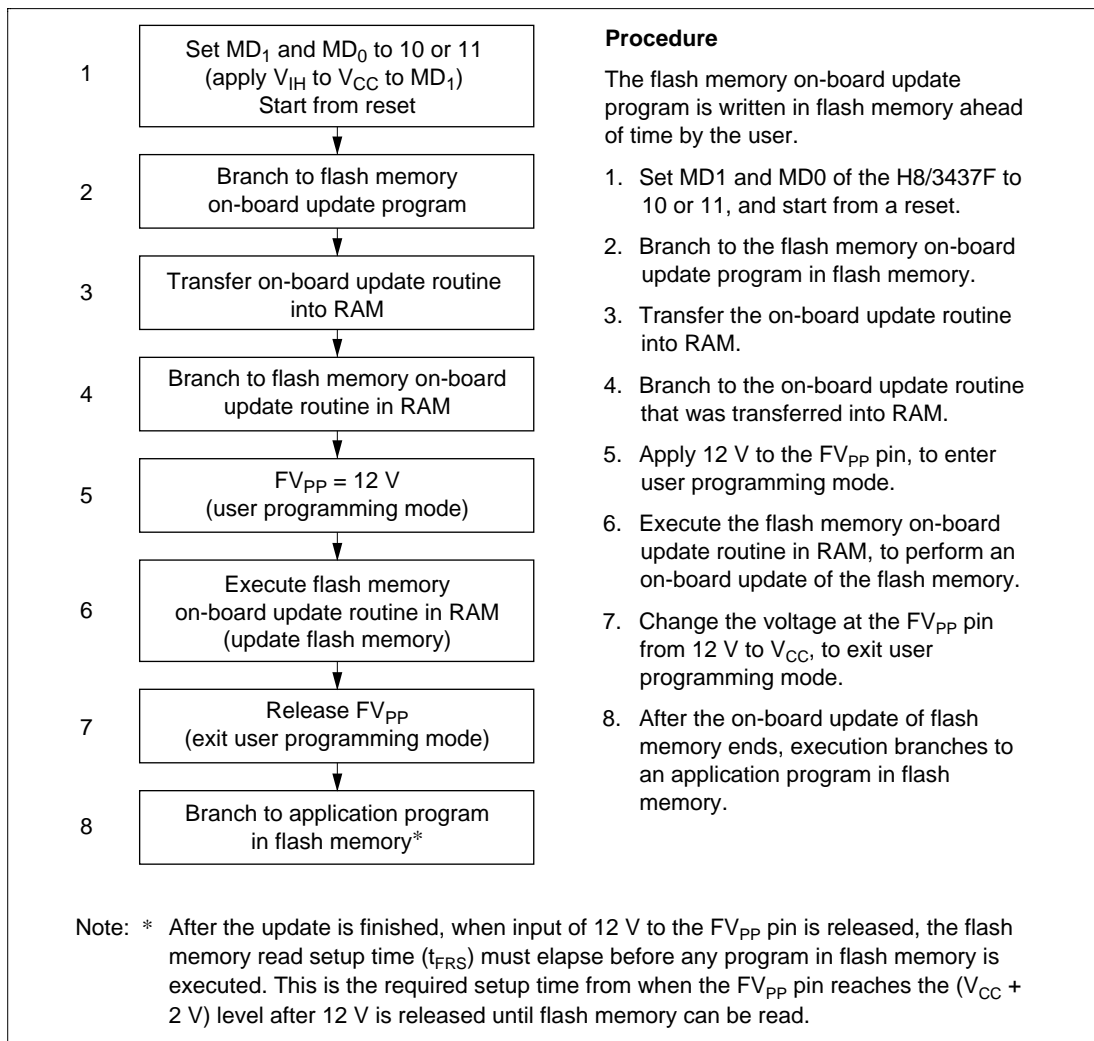 1
Set MD1 and MD0 to 10 or 11
(apply VIH to VCC to MD1)
Start from reset
2
Branch to flash memory
on-board update program
3
Transfer on-board update routine
into RAM
4
Branch to flash memory on-board
update routine in RAM
5
FVPP = 12 V
(user programming mode)
6
Execute flash memory
on-board update routine in RAM
(update flash memory)
7
Release FVPP
(exit user programming mode)
8
Branch to application program
in flash memory*
Procedure
The flash memory on-board update
program is written in flash memory ahead
of time by the user.
1. Set MD1 and MD0 of the H8/3437F to
10 or 11, and start from a reset.
2. Branch to the flash memory on-board
update program in flash memory.
3. Transfer the on-board update routine
into RAM.
4. Branch to the on-board update routine
that was transferred into RAM.
5. Apply 12 V to the FVPP pin, to enter
user programming mode.
6. Execute the flash memory on-board
update routine in RAM, to perform an
on-board update of the flash memory.
7. Change the voltage at the FVPP pin
from 12 V to VCC, to exit user
programming mode.
8. After the on-board update of flash
memory ends, execution branches to
an application program in flash
memory.
Note: * After the update is finished, when input of 12 V to the FVPP pin is released, the flash
memory read setup time (tFRS) must elapse before any program in flash memory is
executed. This is the required setup time from when the FVPP pin reaches the (VCC +
2 V) level after 12 V is released until flash memory can be read.